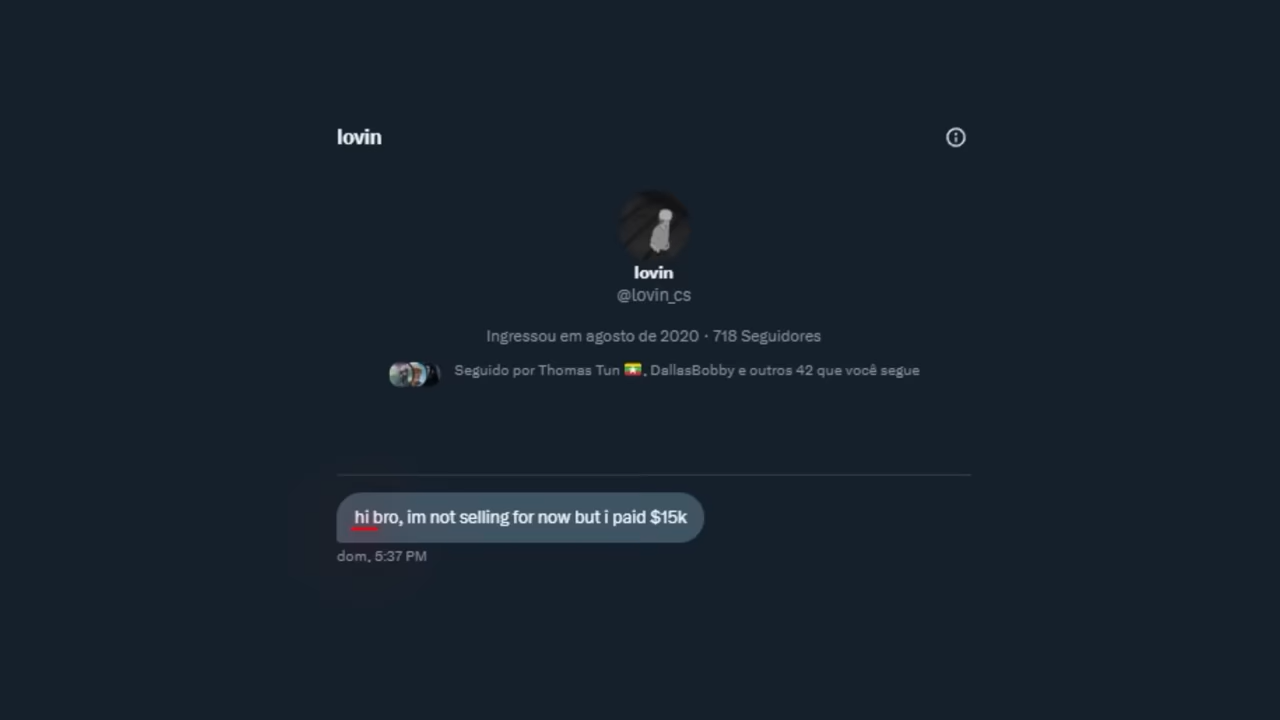 lovin
lovin
@lovin_cs
Ingressou em agosto de 2020 · 718 Seguidores
Seguido por Thomas Tun 🇲🇲, DallasBobby e outros 42 que você segue
hi bro, im not selling for now but i paid $15k
dom, 5:37 PM